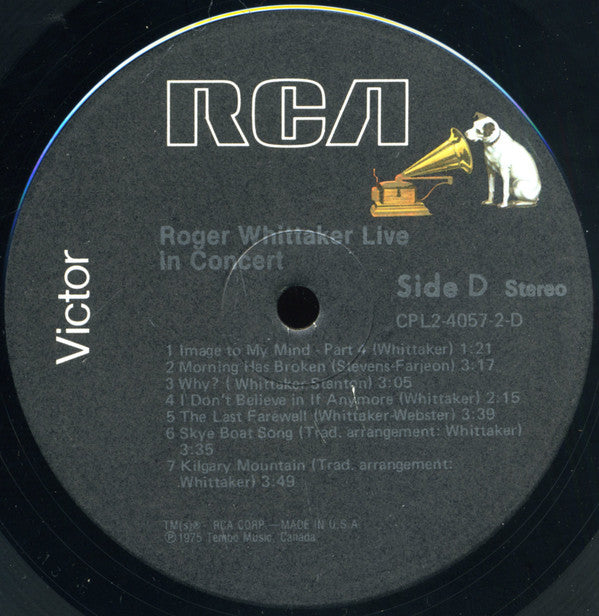 RCA
Victor
Roger Whittaker Live
In Concert
Side D Stereo
CPL2-4057-2-D
1 Image to My Mind - Part 4 (Whittaker) 1:21
2 Morning Has Broken (Stevens-Farjeon) 3:17
3 Why? ( Whittaker-Stanton) 3:05
4 I Don't Believe in If Anymore (Whittaker) 2:15
5 The Last Farewell (Whittaker-Webster) 3:39
6 Skye Boat Song (Trad. arrangement: Whittaker)
3:35
7 Kilgary Mountain (Trad. arrangement:
Whittaker) 3:49
TM(s)® - RCA CORP. — MADE IN U.S.A.
℗ 1975 Tembo Music, Canada